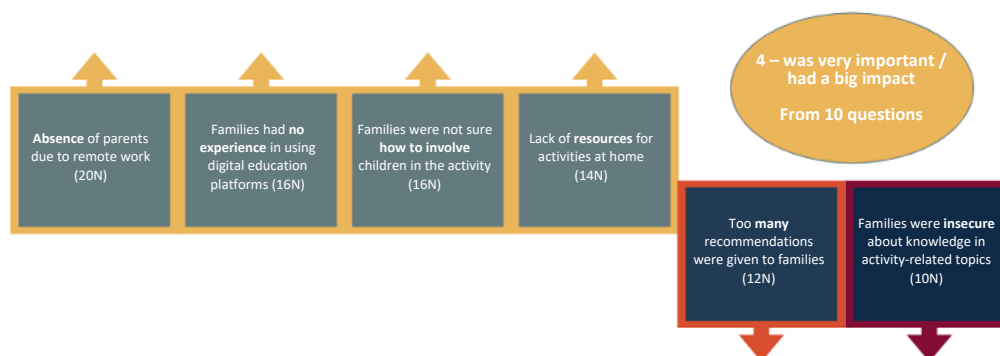 4 – was very important /
had a big impact
From 10 questions
Absence of parents
due to remote work
(20N)
Families had no
experience in using
digital education
platforms (16N)
Families were not sure
how to involve
children in the activity
(16N)
Lack of resources for
activities at home
(14N)
Too many
recommendations
were given to families
(12N)
Families were insecure
about knowledge in
activity-related topics
(10N)